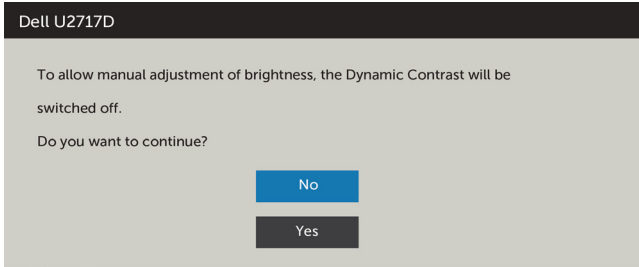 Dell U2717D
To allow manual adjustment of brightness, the Dynamic Contrast will be
switched off.
Do you want to continue?
No
Yes